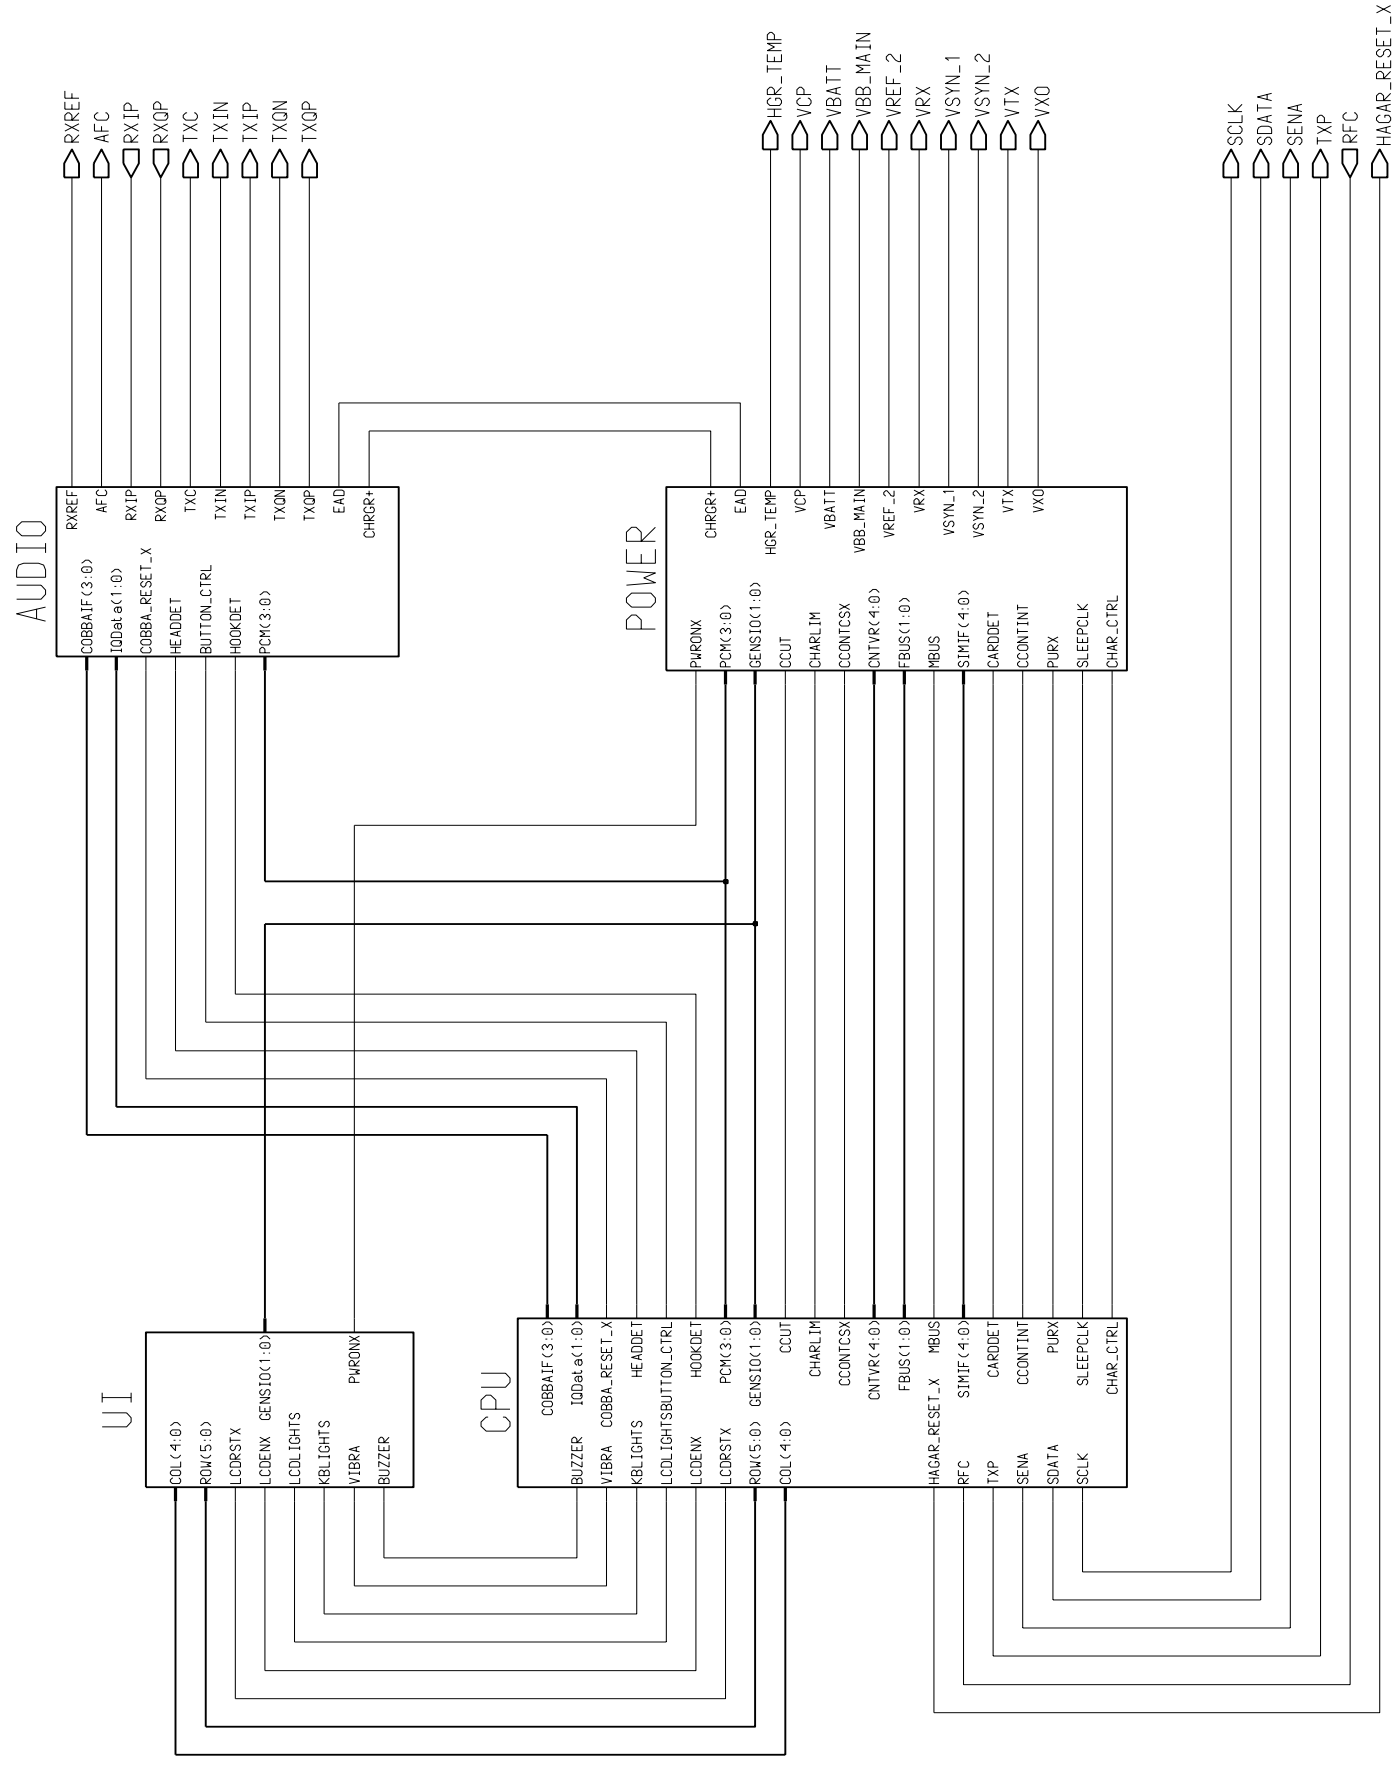 RXREF
AFC
RXIP
RXQP
TXC
TXIN
TXIP
TXQN
TXQP
HGR_TEMP
VCP
VBATT
VBB_MAIN
VREF_2
VRX
VSYN_1
VSYN_2
VTX
VXO
SCLK
SDATA
SENA
TXP
RFC
HAGAR_RESET_X
AUDIO
RXREF
AFC
RXIP
RXQP
TXC
TXIN
TXIP
TXQN
TXQP
EAD
CHRGR+
COBBAIF(3:0)
IQData(1:0)
COBBA_RESET_X
HEADDET
BUTTON_CTRL
HOOKDET
PCM(3:0)
POWER
CHRGR+
EAD
HGR_TEMP
VCP
VBATT
VBB_MAIN
VREF_2
VRX
VSYN_1
VSYN_2
VTX
VXO
PWRONX
PCM(3:0)
GENSIO(1:0)
CCUT
CHARLIM
CCONTCSX
CNTVR(4:0)
FBUS(1:0)
MBUS
SIMIF(4:0)
CARDDET
CCONTINT
PURX
SLEEPCLK
CHAR_CTRL
UI
GENSIO(1:0)
PWRONX
COL(4:0)
ROW(5:0)
LCDRSTX
LCDENX
LCDLIGHTS
KBLIGHTS
VIBRA
BUZZER
CPU
COBBAIF(3:0)
IQData(1:0)
COBBA_RESET_X
HEADDET
BUTTON_CTRL
HOOKDET
PCM(3:0)
GENSIO(1:0)
CCUT
CHARLIM
CCONTCSX
CNTVR(4:0)
FBUS(1:0)
MBUS
SIMIF(4:0)
CARDDET
CCONTINT
PURX
SLEEPCLK
CHAR_CTRL
BUZZER
VIBRA
KBLIGHTS
LCDLIGHTS
LCDENX
LCDRSTX
ROW(5:0)
COL(4:0)
HAGAR_RESET_X
RFC
TXP
SENA
SDATA
SCLK